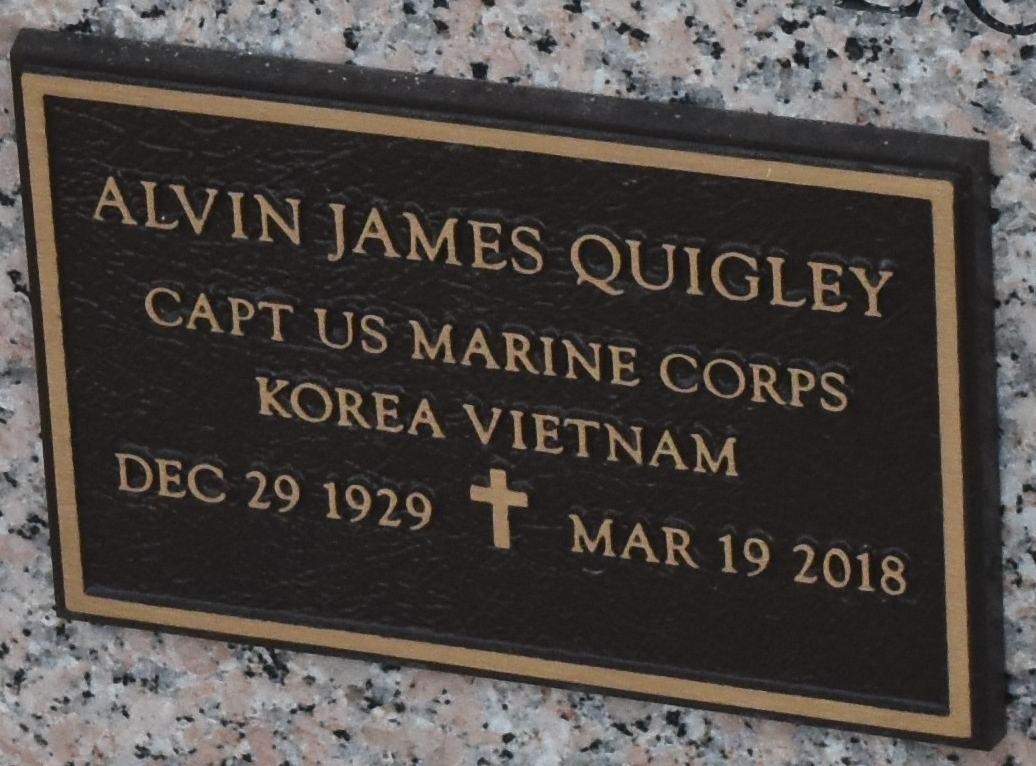 ALVIN JAMES QUIGLEY
CAPT US MARINE CORPS
KOREA VIETNAM
DEC 29 1929 MAR 19 2018